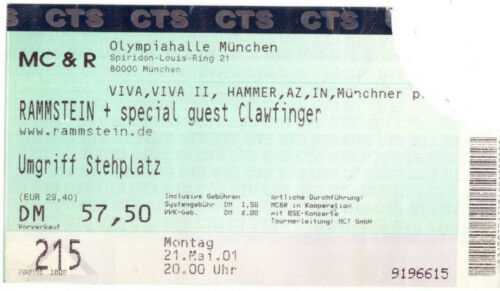 CTS CTS CTS CTS
MC & R
Olympiahalle München
Spiridon-Louis-Ring 21
80000 München
VIVA,VIVA II, HAMMER,AZ,IN,Münchner
RAMMSTEIN + special guest Clawfinger
www.rammstein.de
Umgriff Stehplatz
(EUR 29,40)
DM 57,50
Vorverkauf
Inclusive Gebühren
Systemgebühr DM 1,50
VVK-Geb. DM 6.00
örtliche Durchführung:
MC&R in Kooperation
mit BSE-Konzerte
Tourneeleitung: MCT GmbH
215
Montag
21.Mai.01
20.00 Uhr
9196615